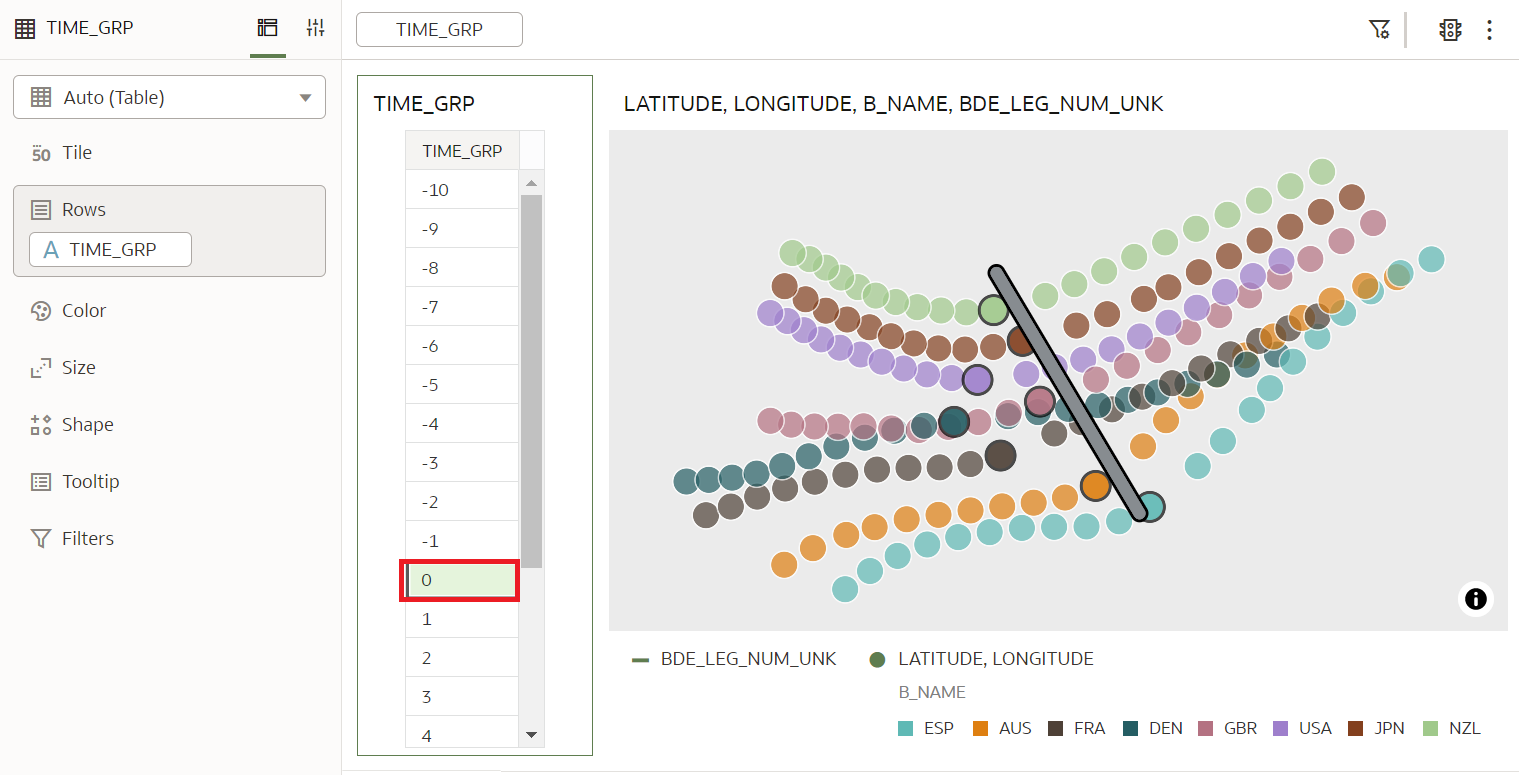 TIME_GRP
TIME_GRP
Auto (Table)
50 Tile
Rows
A TIME_GRP
Color
Size
Shape
Tooltip
Filters
TIME_GRP
TIME_GRP
-10
-9
-8
-7
-6
-5
-4
-3
-2
-1
0
1
2
3
4
LATITUDE, LONGITUDE, B_NAME, BDE_LEG_NUM_UNK
BDE_LEG_NUM_UNK LATITUDE, LONGITUDE
B_NAME
ESP AUS FRA DEN GBR USA JPN NZL